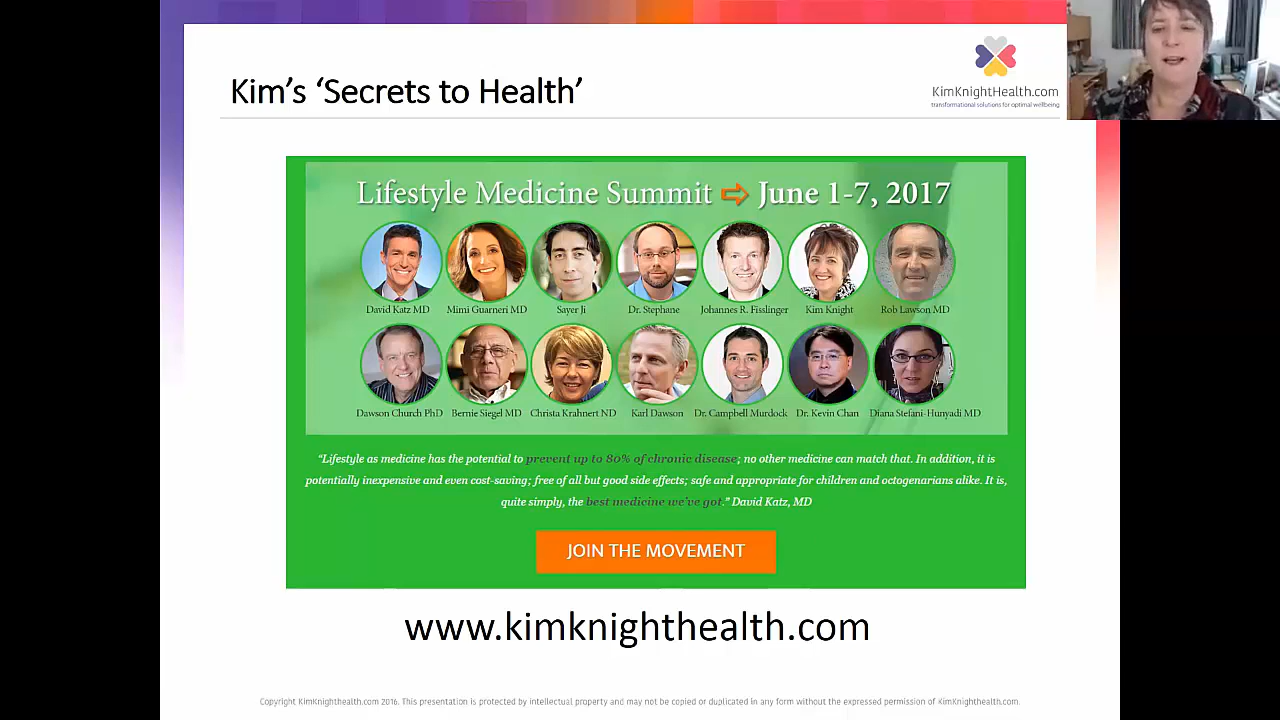 Kim's 'Secrets to Health'
KimKnightHealth.com
transformational solutions for optimal wellbeing
Lifestyle Medicine Summit ⇨ June 1-7, 2017
David Katz MD Mimi Guarneri MD Sayer Ji Dr. Stephane Johannes R. Fisslinger Kim Knight Rob Lawson MD
Dawson Church PhD Bernie Siegel MD Christa Krahnert ND Karl Dawson Dr. Campbell Murdock Dr. Kevin Chan Diana Stefani-Hunyadi MD
"Lifestyle as medicine has the potential to prevent up to 80% of chronic disease; no other medicine can match that. In addition, it is
potentially inexpensive and even cost-saving; free of all but good side effects; safe and appropriate for children and octogenarians alike. It is,
quite simply, the best medicine we've got." David Katz, MD
JOIN THE MOVEMENT
www.kimknighthealth.com
Copyright KimKnighthealth.com 2016. This presentation is protected by intellectual property and may not be copied or duplicated in any form without the expressed permission of KimKnighthealth.com.